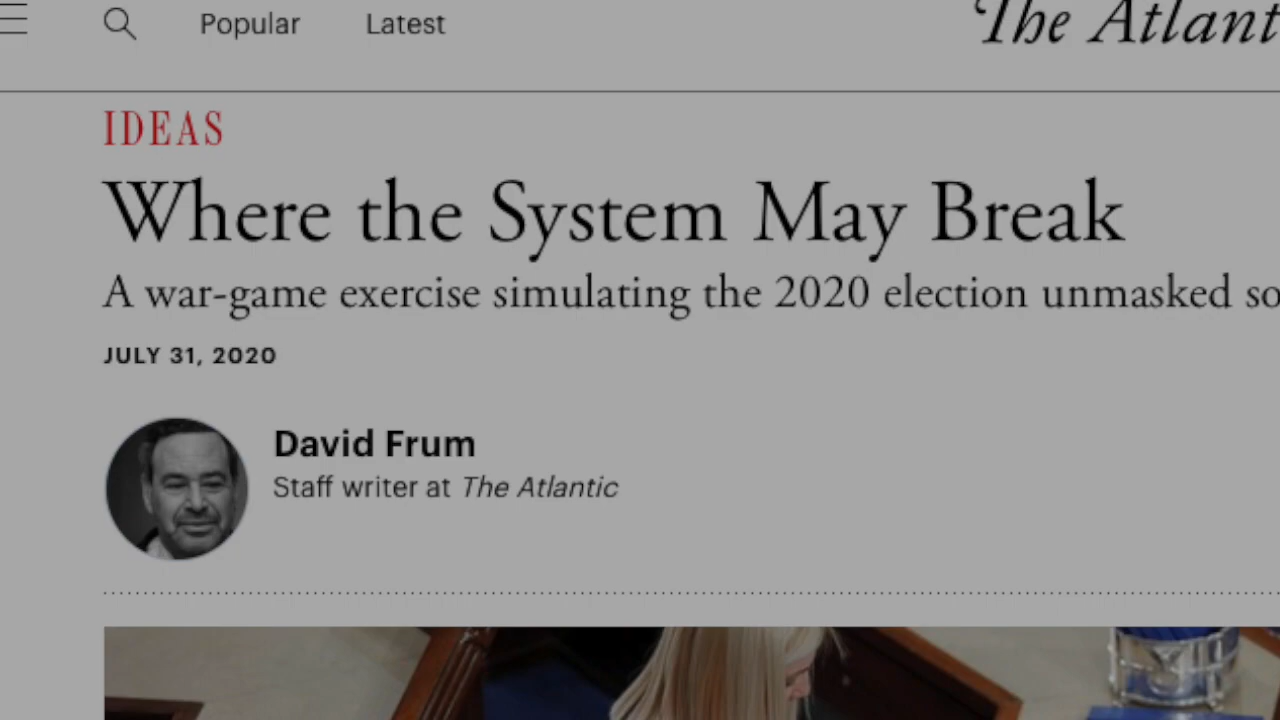 Popular Latest The Atlant
IDEAS
Where the System May Break
A war-game exercise simulating the 2020 election unmasked so
JULY 31, 2020
David Frum
Staff writer at The Atlantic